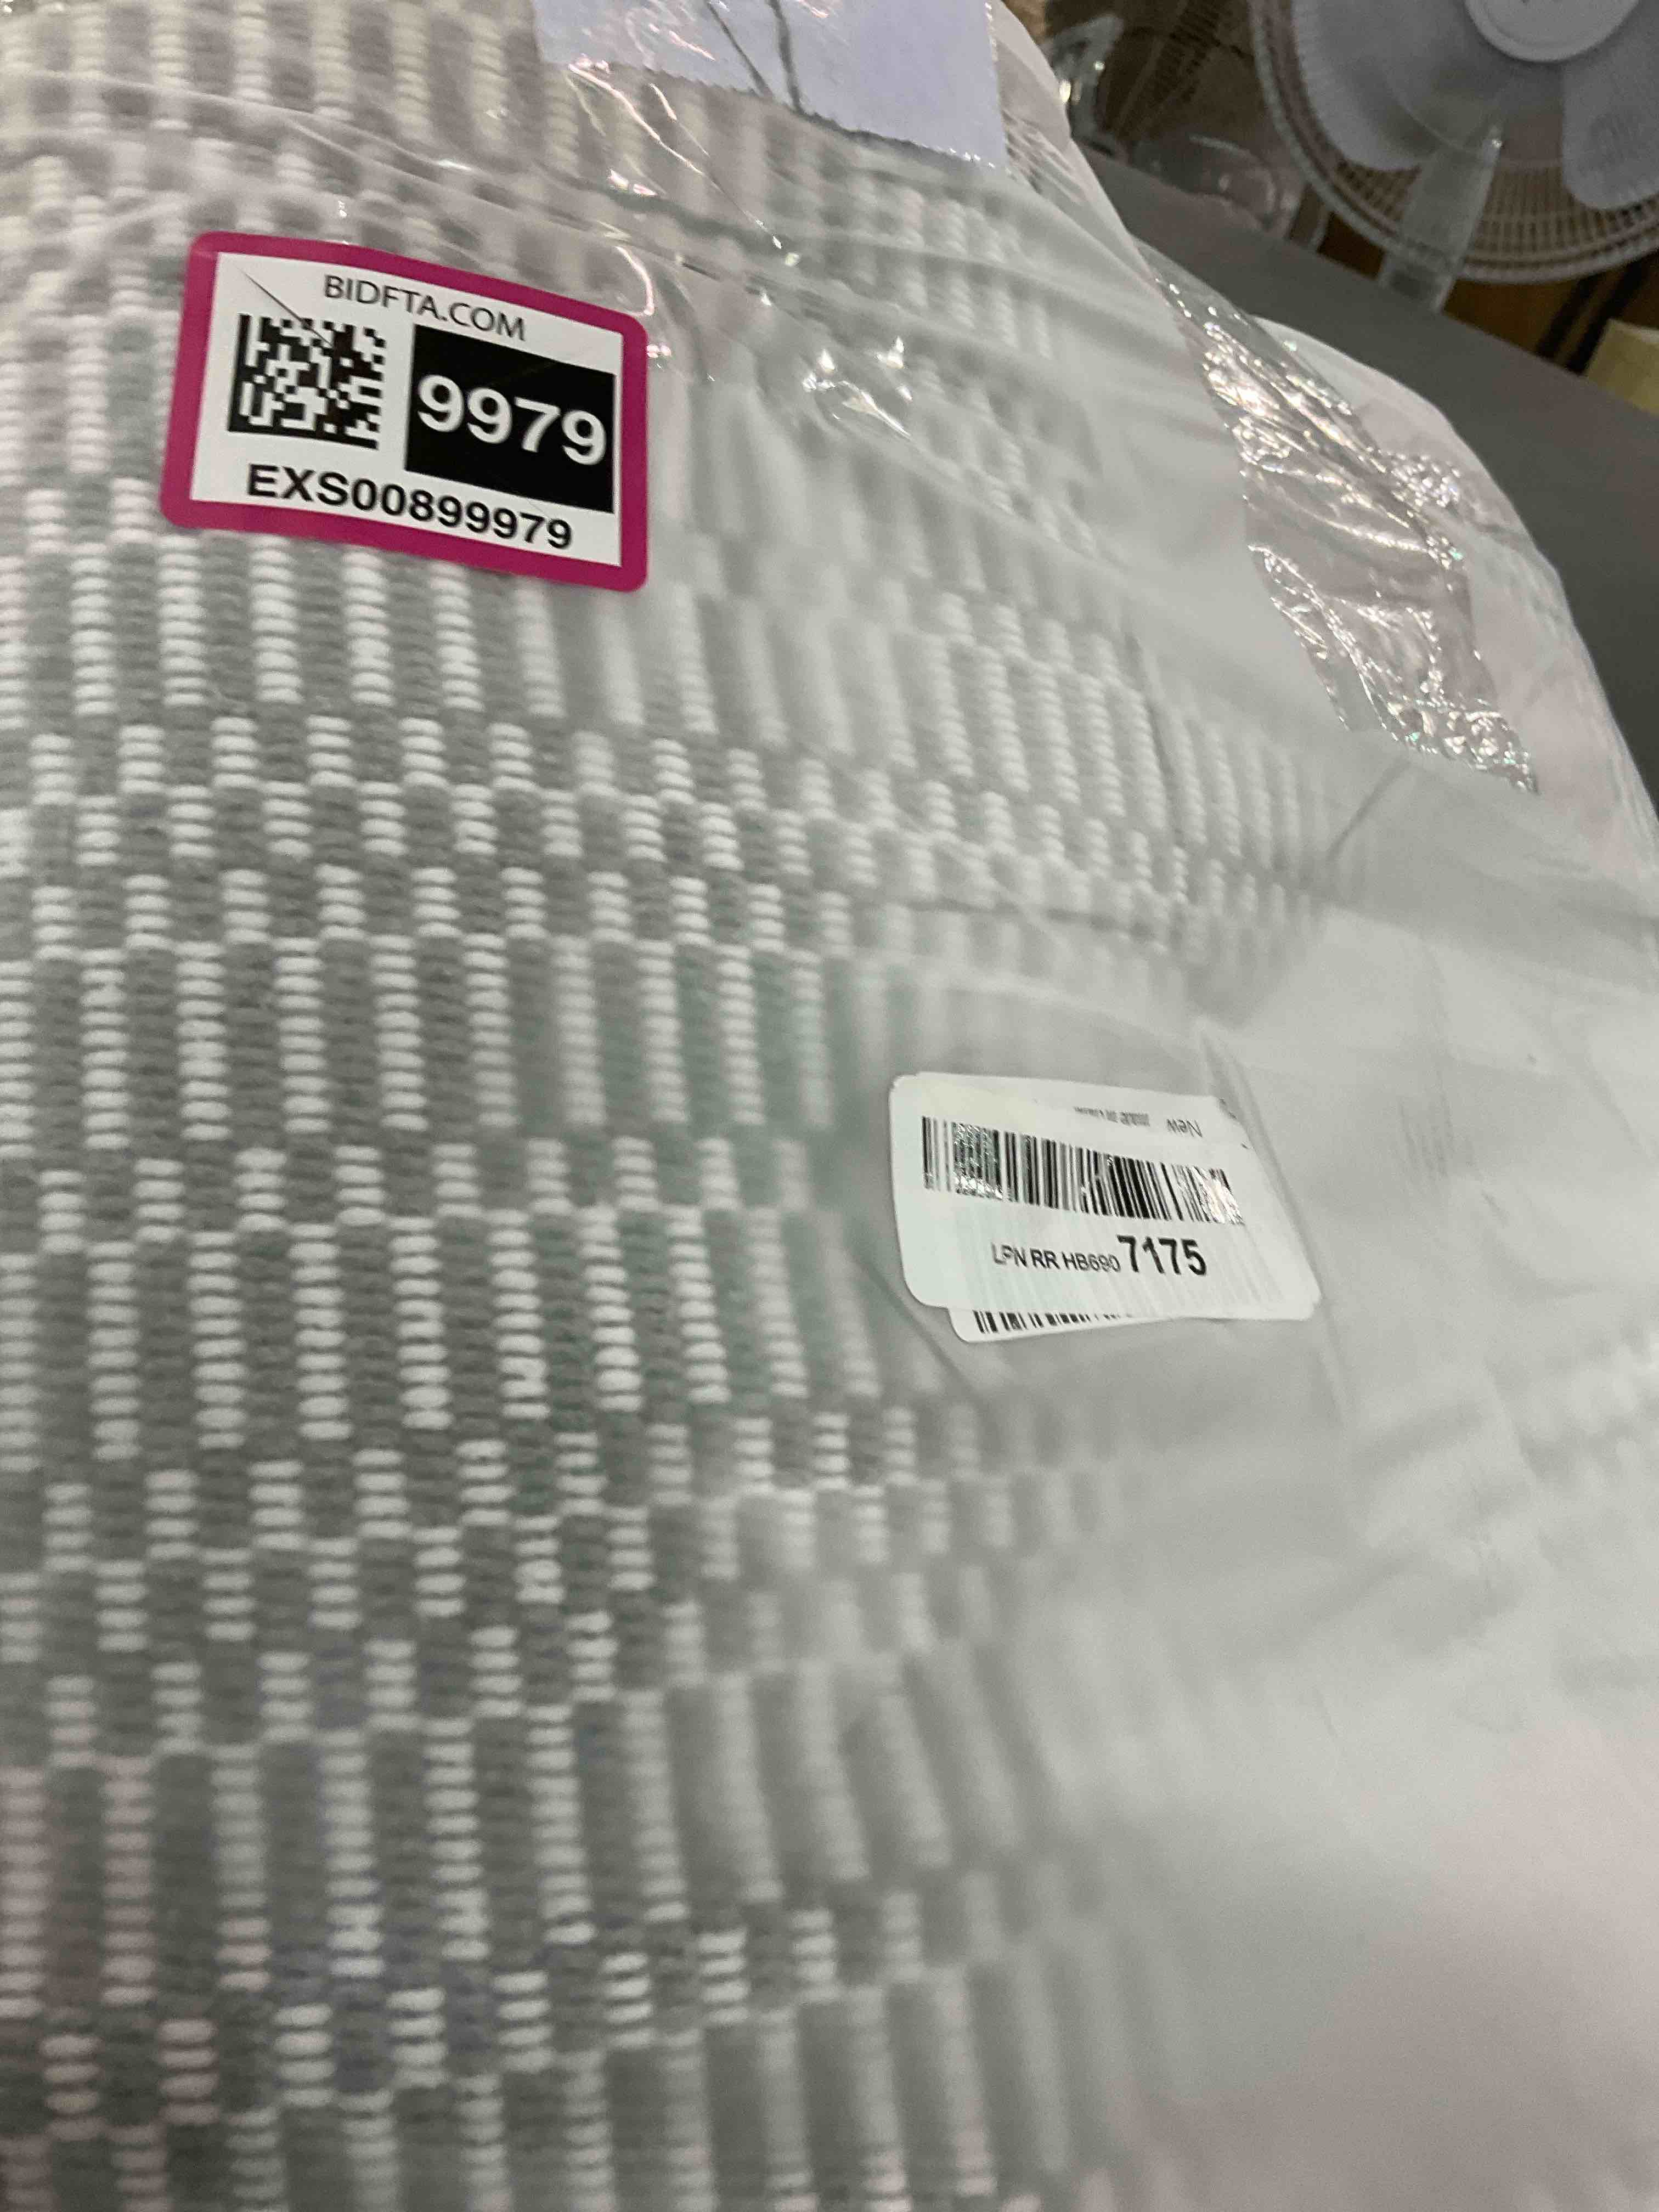 BIDFTA.COM
9979
EXS00899979
New
LPN RR HB690 7175